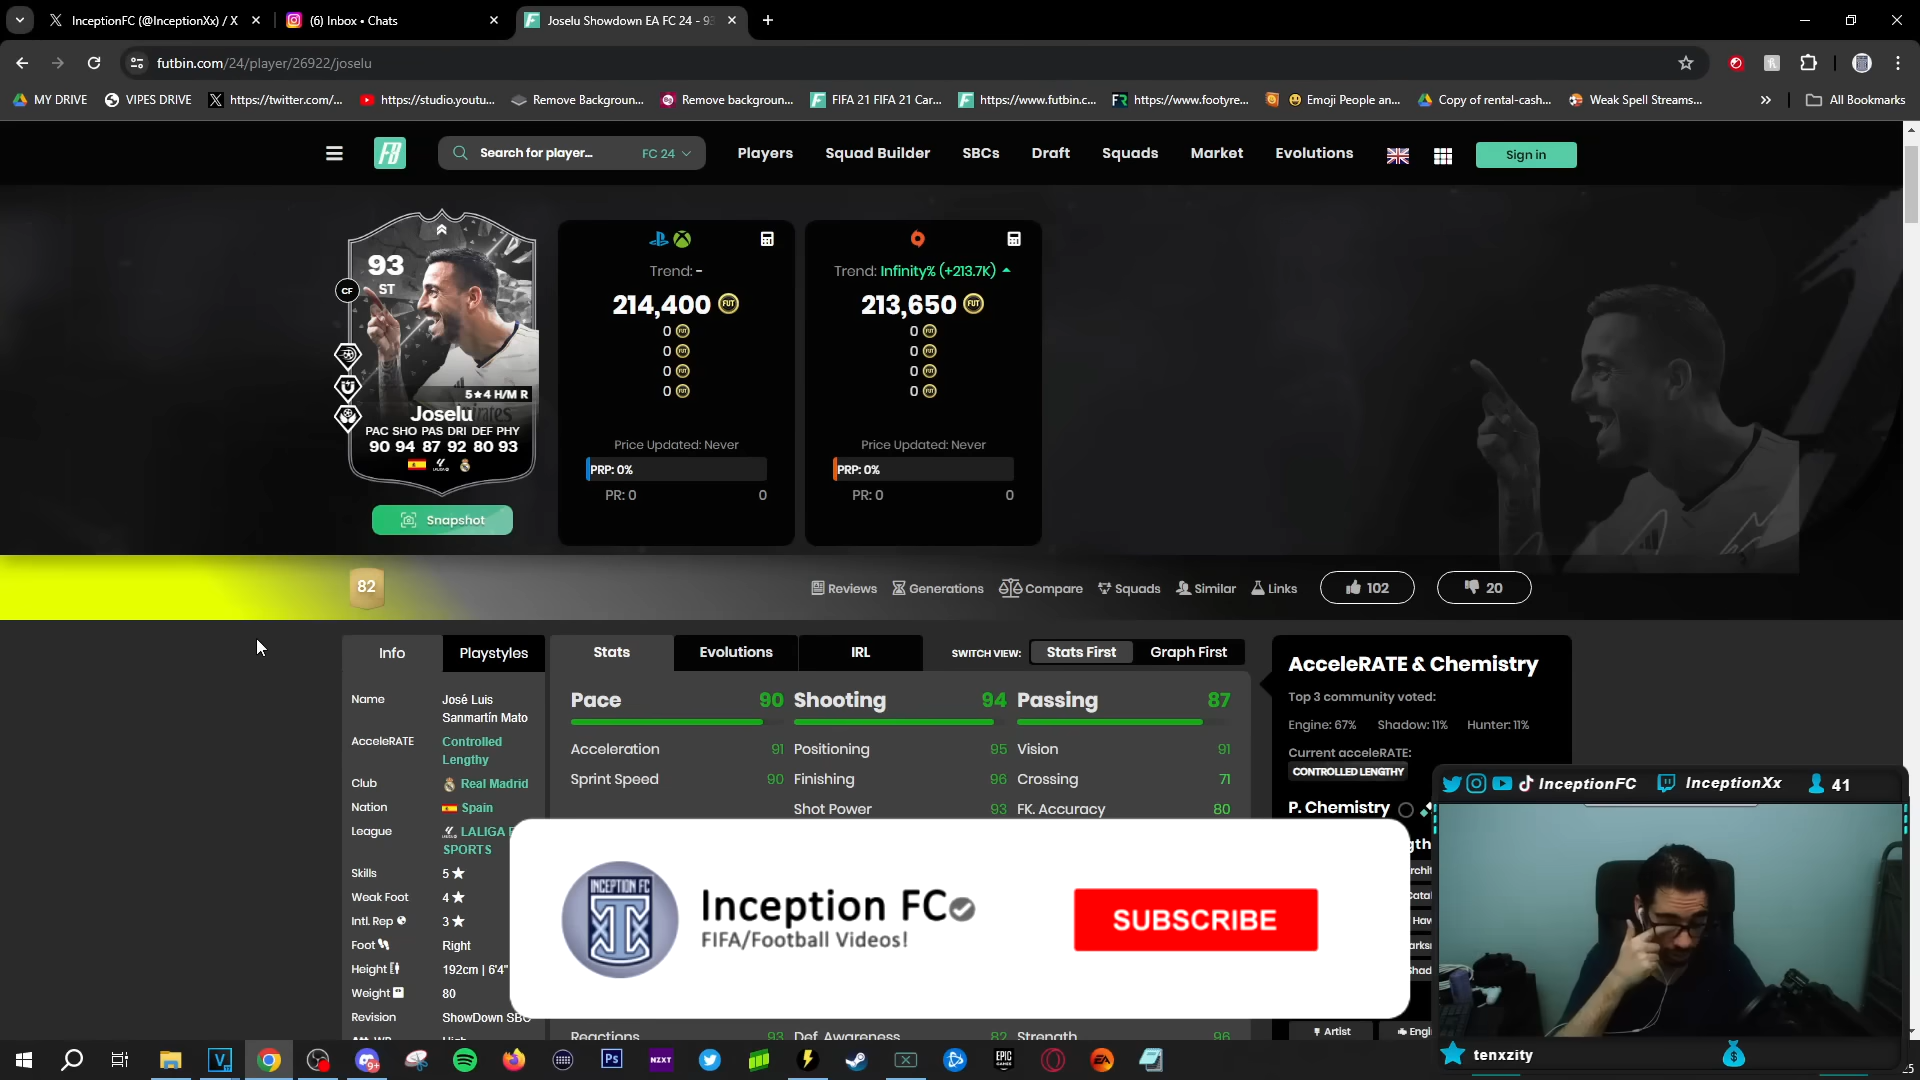 InceptionFC (@InceptionXx) / X
(6) Inbox • Chats
Joselu Showdown EA FC 24 - 93
futbin.com/24/player/26922/joselu
MY DRIVE
VIPES DRIVE
https://twitter.com/...
https://studio.youtu...
Remove Backgroun...
Remove backgroun...
FIFA 21 FIFA 21 Car...
https://www.futbin.c...
https://www.footyre...
Emoji People an...
Copy of rental-cash...
Weak Spell Streams...
All Bookmarks
Search for player...
FC 24
Players
Squad Builder
SBCs
Draft
Squads
Market
Evolutions
Sign in
93
ST
CF
5★4 H/M R
Joselu
PAC SHO PAS DRI DEF PHY
90 94 87 92 80 93
Snapshot
Trend: -
214,400
0
0
0
0
Price Updated: Never
PRP: 0%
PR: 0
0
Trend: Infinity% (+213.7K)
213,650
0
0
0
0
Price Updated: Never
PRP: 0%
PR: 0
0
82
Reviews
Generations
Compare
Squads
Similar
Links
102
20
Info
Playstyles
Name
José Luis
Sanmartín Mato
AcceleRATE
Controlled
Lengthy
Club
Real Madrid
Nation
Spain
League
LALIGA
SPORTS
Skills
5★
Weak Foot
4★
Intl. Rep
3★
Foot
Right
Height
192cm | 6'4"
Weight
80
Revision
ShowDown SBC
Stats
Evolutions
IRL
SWITCH VIEW:
Stats First
Graph First
Pace 90
Acceleration 91
Sprint Speed 90
Shooting 94
Positioning 95
Finishing 96
Shot Power 93
Passing 87
Vision 91
Crossing 71
FK. Accuracy 80
Reactions 93
Def. Awareness 82
Strength 96
AcceleRATE & Chemistry
Top 3 community voted:
Engine: 67% Shadow: 11% Hunter: 11%
Current acceleRATE:
CONTROLLED LENGTHY
P. Chemistry
Artist
Engi
INCEPTION FC
Inception FC
FIFA/Football Videos!
SUBSCRIBE
InceptionFC
InceptionXx
41
tenxzity
Ps
NZXT
EPIC
GAMES
EA
9+